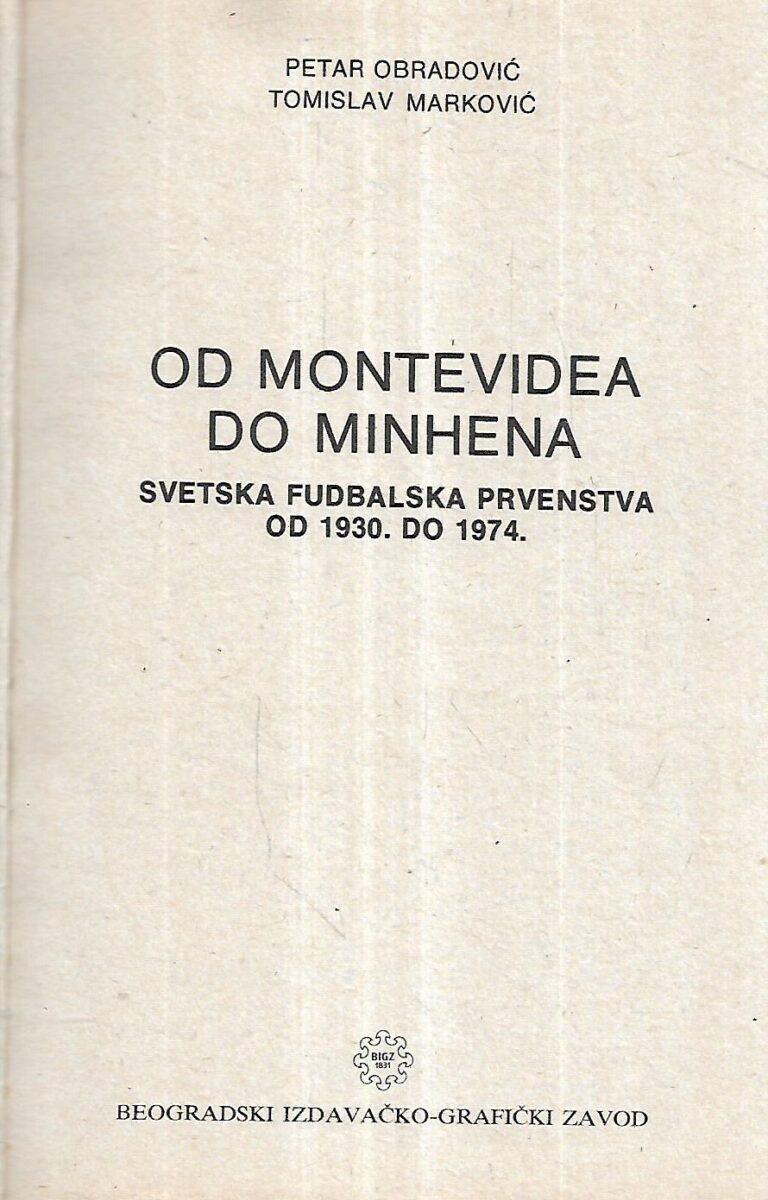 PETAR OBRADOVIĆ
TOMISLAV MARKOVIĆ
OD MONTEVIDEA
DO MINHENA
SVETSKA FUDBALSKA PRVENSTVA
OD 1930. DO 1974.
BIGZ
1831
BEOGRADSKI IZDAVAČKO-GRAFIČKI ZAVOD